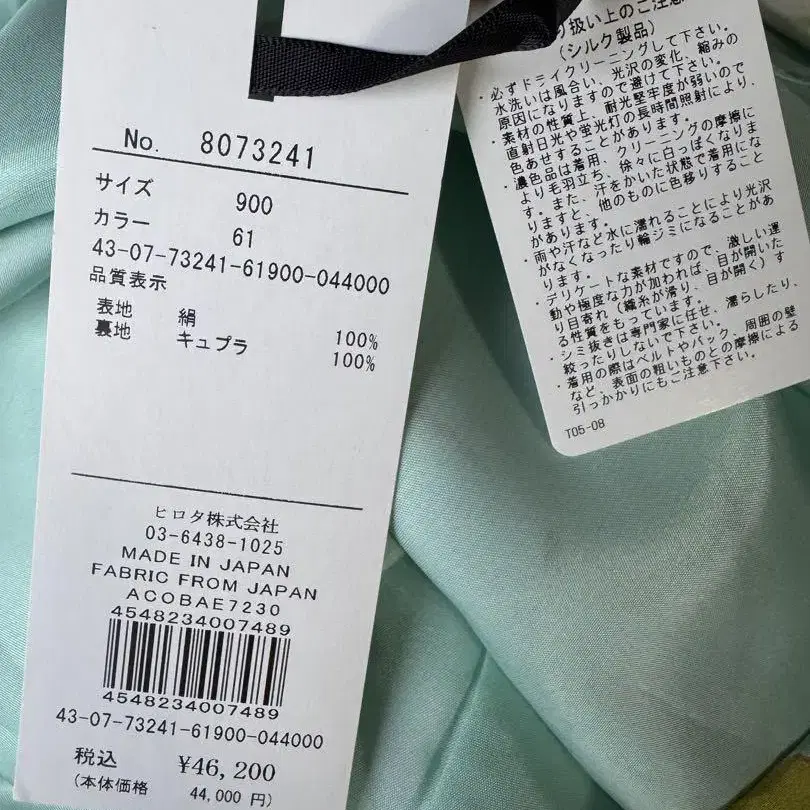 No. 8073241
サイズ 900
カラー 61
43-07-73241-61900-044000
品質表示
表地 絹 100%
裏地 キュプラ 100%
ヒロタ株式会社
03-6438-1025
MADE IN JAPAN
FABRIC FROM JAPAN
ACOBAE7230
4548234007489
4548234007489
43-07-73241-61900-044000
税込 ¥46,200
(本体価格 44,000 円)
り扱い上のご注意
(シルク製品)
・必ずドライクリーニングして下さい。
水洗いは風合い、光沢の変化、縮みの
原因になりますので避けて下さい。
・素材の性質上、耐光堅牢度が弱いので
直射日光や蛍光灯の長時間照射により、
色あせすることがあります。
・濃色品は着用、クリーニングの摩擦に
より毛羽立ち、徐々に白っぽくなりま
す。また、汗をかいた状態で着用にな
りますと、他のものに色移りすること
があります。
・雨や汗など水に濡れることにより光沢
がなくなったり輪ジミになることがあ
ります。
・デリケートな素材ですので、激しい運
動や極度な力が加われば、目が開いた
り目寄れ(織糸が滑り、目が開く)す
る性質をもっています。
・シミ抜きは専門家に任せ、濡らしたり、
絞ったりしないで下さい。
・着用の際はベルトやバック、周囲の壁
など、表面の粗いものとの摩擦による
引っかかりにもご注意下さい。
T05-08